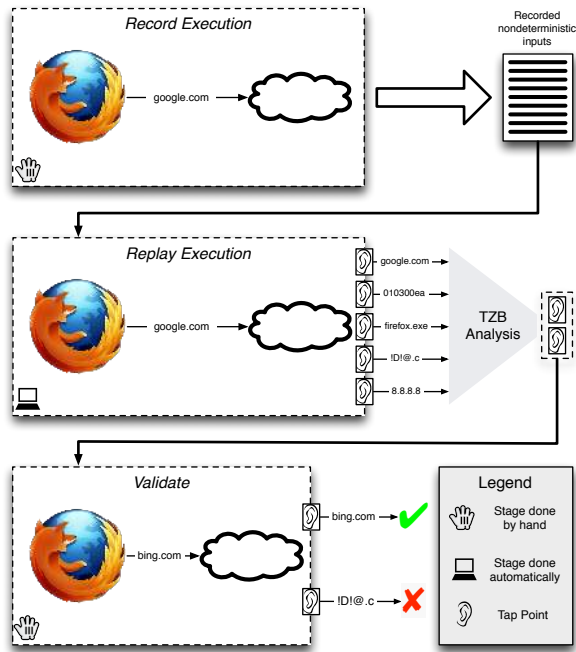 Record Execution
google.com
Recorded
nondeterministic
inputs
Replay Execution
google.com
google.com
010300ea
firefox.exe
!D!@.c
8.8.8.8
TZB
Analysis
Validate
bing.com
bing.com
!D!@.c
Legend
Stage done
by hand
Stage done
automatically
Tap Point